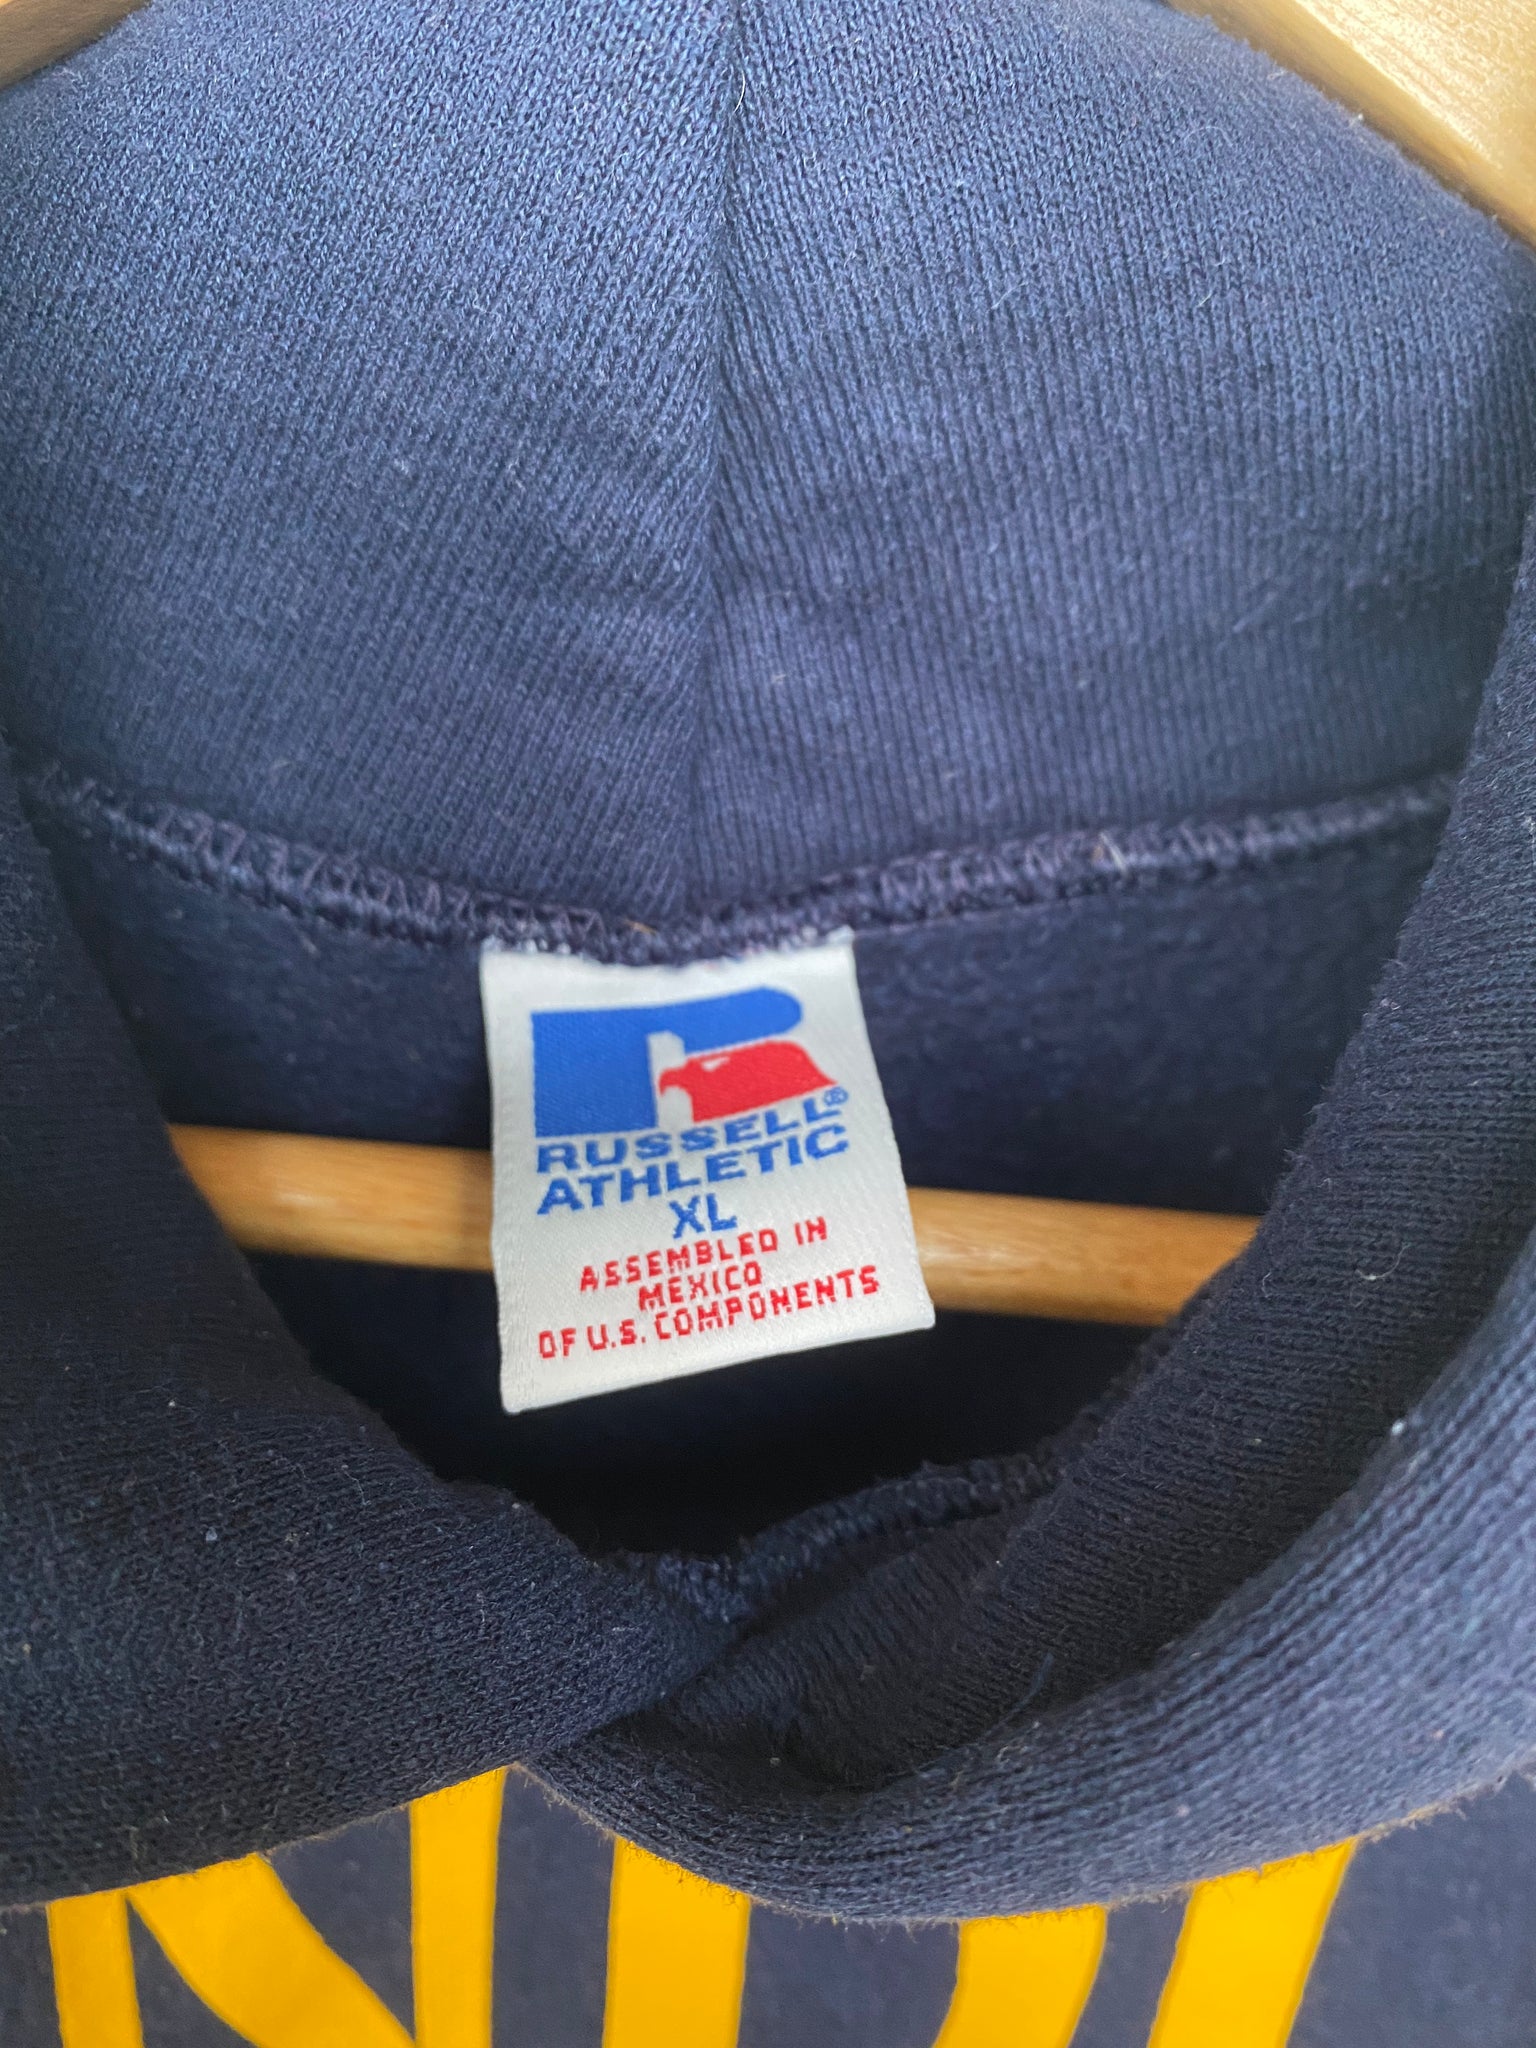 RUSSELL®
ATHLETIC
XL
ASSEMBLED IN
MEXICO
OF U.S. COMPONENTS